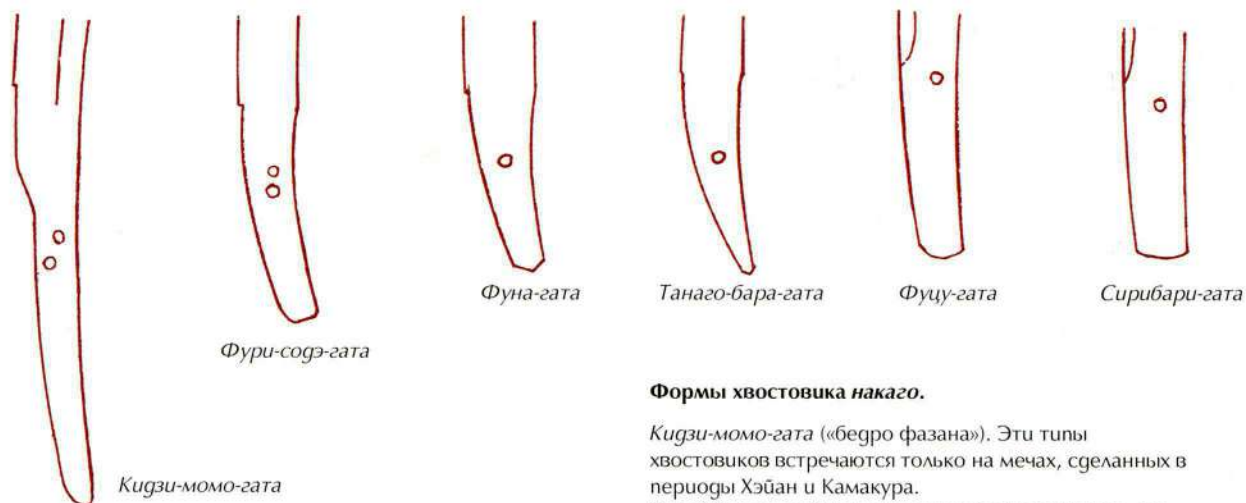 Фуна-гата
Танаго-бара-гата
Фуцу-гата
Сирибари-гата
Фури-содэ-гата
Кидзи-момо-гата
Формы хвостовика накаго.
Кидзи-момо-гата («бедро фазана»). Эти типы
хвостовиков встречаются только на мечах, сделанных в
периоды Хэйан и Камакура.